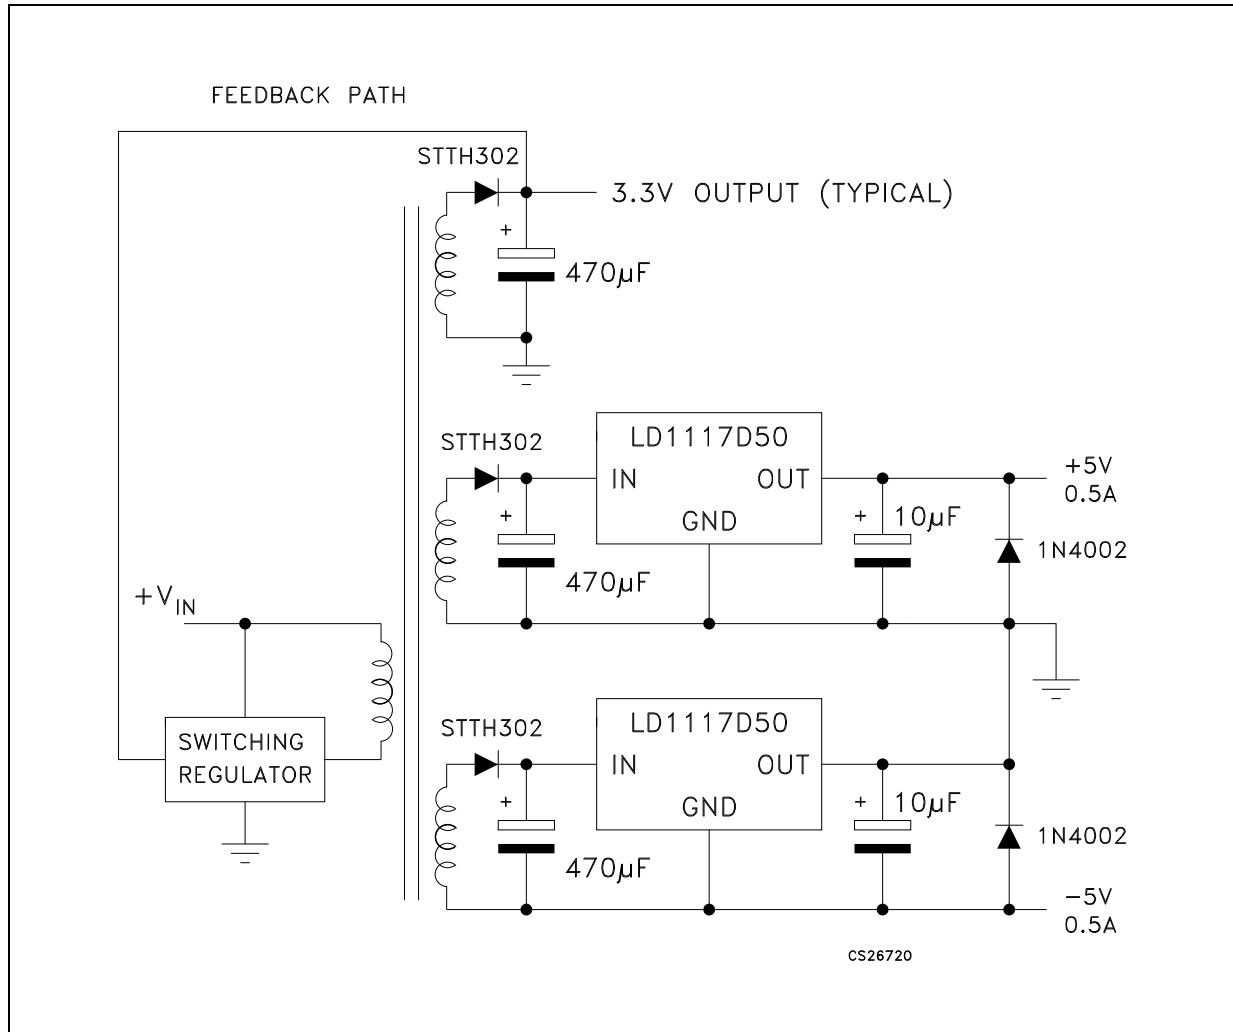 FEEDBACK PATH
STTH302
3.3V OUTPUT (TYPICAL)
+
470µF
STTH302
LD1117D50
IN OUT
GND
+
470µF
+
10µF
+5V
0.5A
1N4002
+VIN
SWITCHING
REGULATOR
STTH302
LD1117D50
IN OUT
GND
+
470µF
+
10µF
1N4002
−5V
0.5A
CS26720